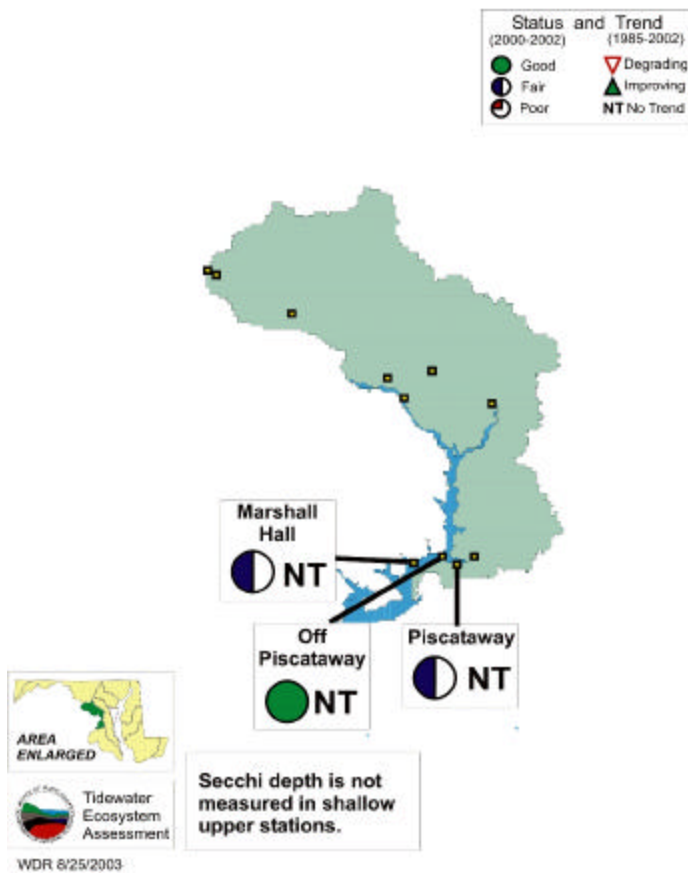 Status and Trend
(2000-2002) (1985-2002)
Good Degrading
Fair Improving
Poor NT No Trend
Marshall
Hall
NT
Off
Piscataway
NT
Piscataway
NT
AREA
ENLARGED
Secchi depth is not
measured in shallow
upper stations.
Tidewater
Ecosystem
Assessment
WDR 8/25/2003